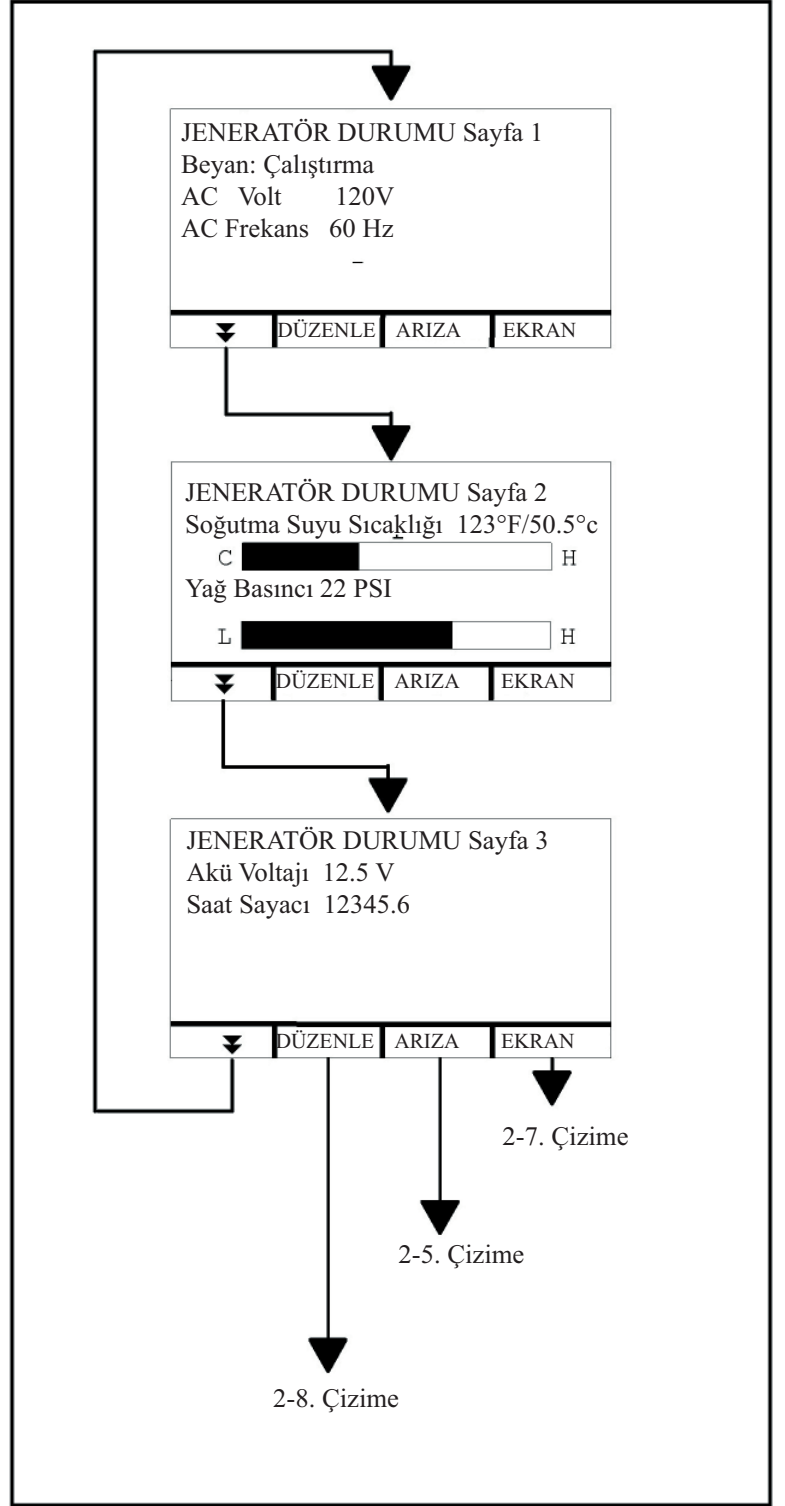 JENERATÖR DURUMU Sayfa 1
Beyan: Çalıştırma
AC Volt 120V
AC Frekans 60 Hz
–
DÜZENLE ARIZA EKRAN
JENERATÖR DURUMU Sayfa 2
Soğutma Suyu Sıcaklığı 123°F/50.5°c
C H
Yağ Basıncı 22 PSI
L H
DÜZENLE ARIZA EKRAN
JENERATÖR DURUMU Sayfa 3
Akü Voltajı 12.5 V
Saat Sayacı 12345.6
DÜZENLE ARIZA EKRAN
2-7. Çizime
2-5. Çizime
2-8. Çizime